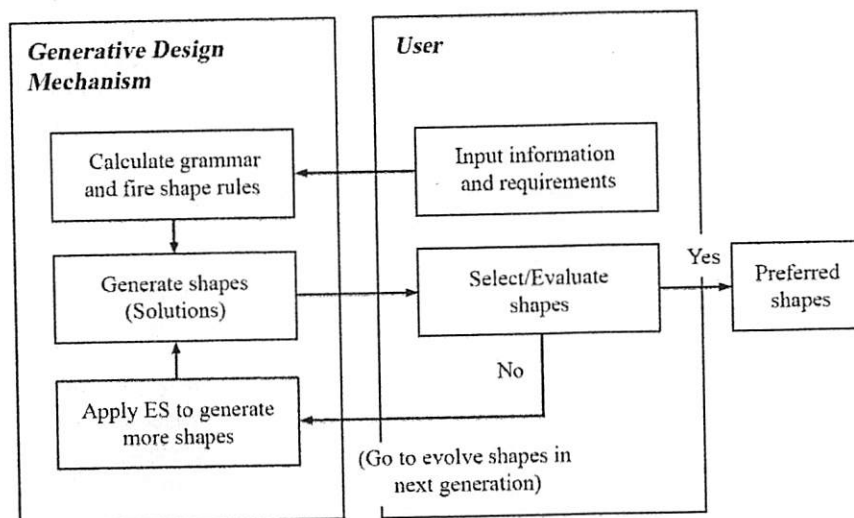 Generative Design
Mechanism
User
Calculate grammar
and fire shape rules
Input information
and requirements
Generate shapes
(Solutions)
Select/Evaluate
shapes
Yes
Preferred
shapes
No
Apply ES to generate
more shapes
(Go to evolve shapes in
next generation)